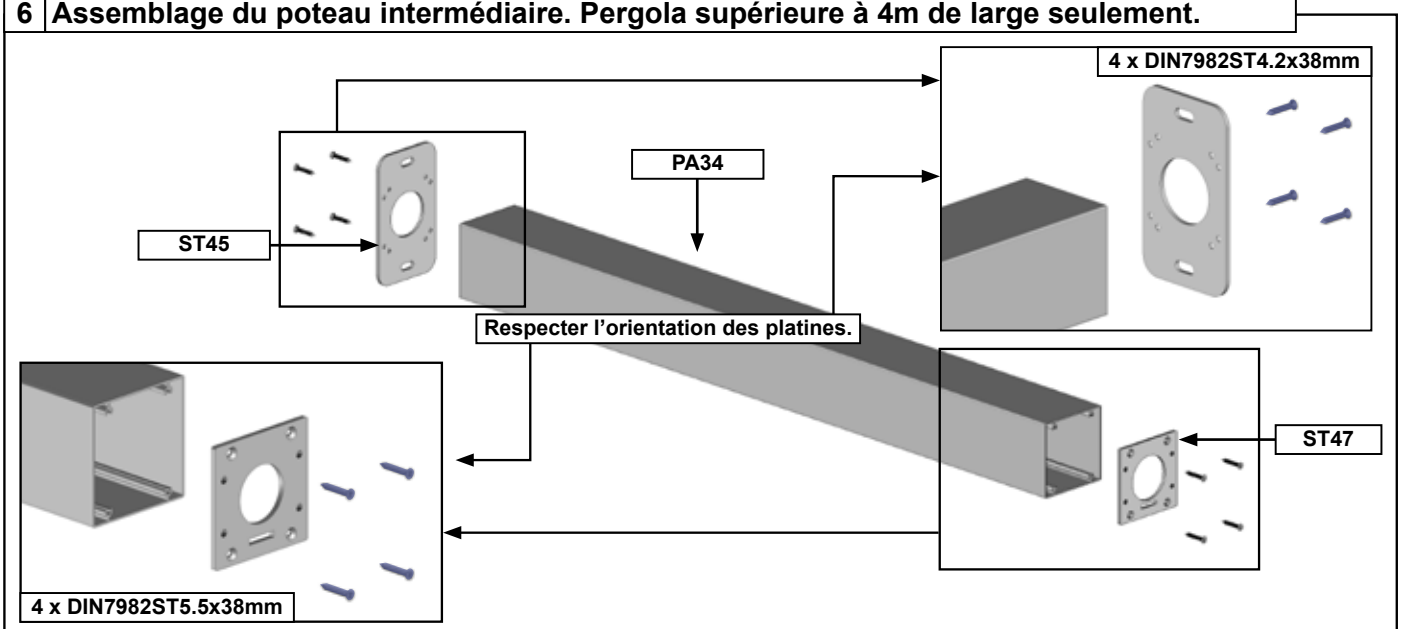 6 Assemblage du poteau intermédiaire. Pergola supérieure à 4m de large seulement.
4 x DIN7982ST4.2x38mm
PA34
ST45
Respecter l’orientation des platines.
ST47
4 x DIN7982ST5.5x38mm